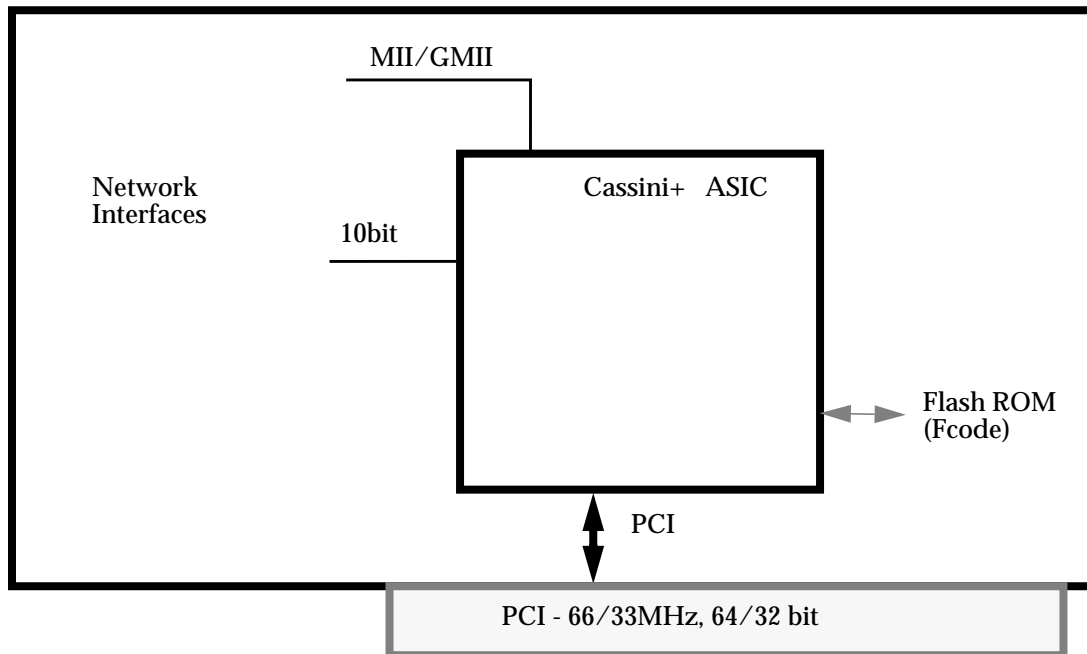 MII/GMII
Cassini+ ASIC
Network
Interfaces
10bit
Flash ROM
(Fcode)
PCI
PCI - 66/33MHz, 64/32 bit